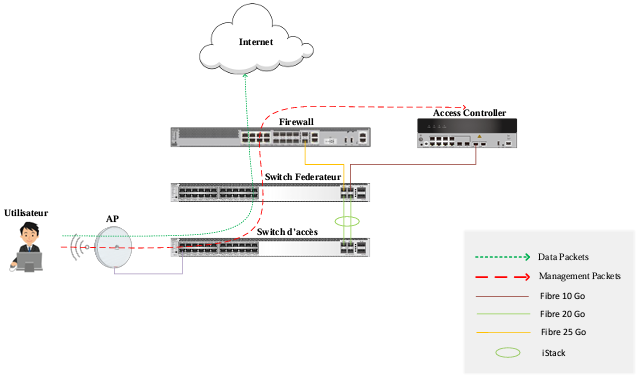 Internet
Firewall
Access Controller
Switch Federateur
Utilisateur
AP
Switch d'accès
Data Packets
Management Packets
Fibre 10 Go
Fibre 20 Go
Fibre 25 Go
iStack